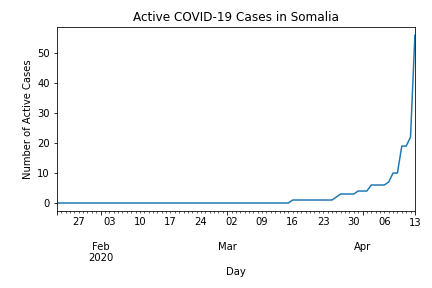 Active COVID-19 Cases in Somalia
50
40
30
20
10
0
Number of Active Cases
27 03 10 17 24 02 09 16 23 30 06 13
Feb Mar Apr
2020
Day